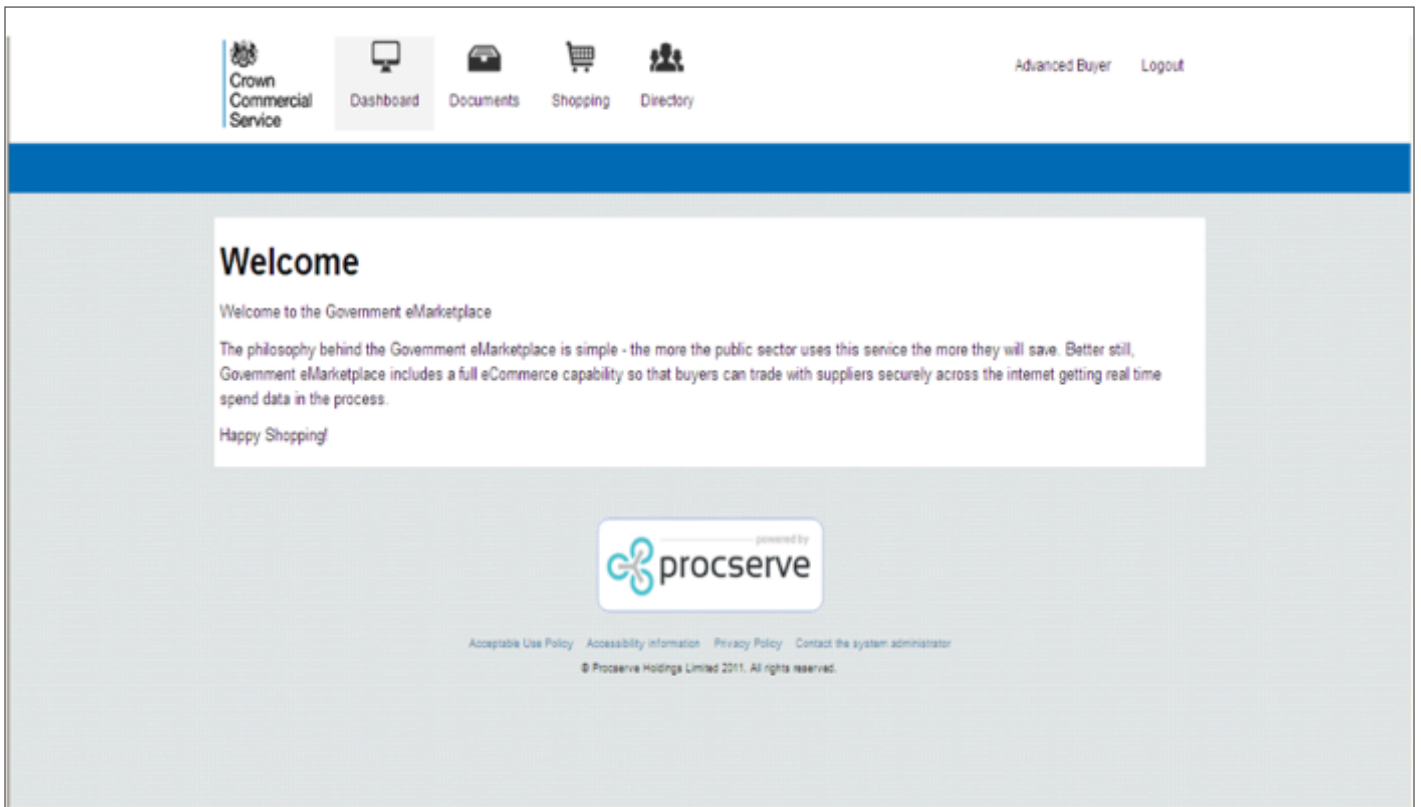 Crown
Commercial
Service
Dashboard
Documents
Shopping
Directory
Advanced Buyer
Logout
Welcome
Welcome to the Government eMarketplace
The philosophy behind the Government eMarketplace is simple - the more the public sector uses this service the more they will save. Better still,
Government eMarketplace includes a full eCommerce capability so that buyers can trade with suppliers securely across the internet getting real time
spend data in the process.
Happy Shopping!
powered by
procserve
Acceptable Use Policy Accessibility information Privacy Policy Contact the system administrator
© Procserve Holdings Limited 2011. All rights reserved.